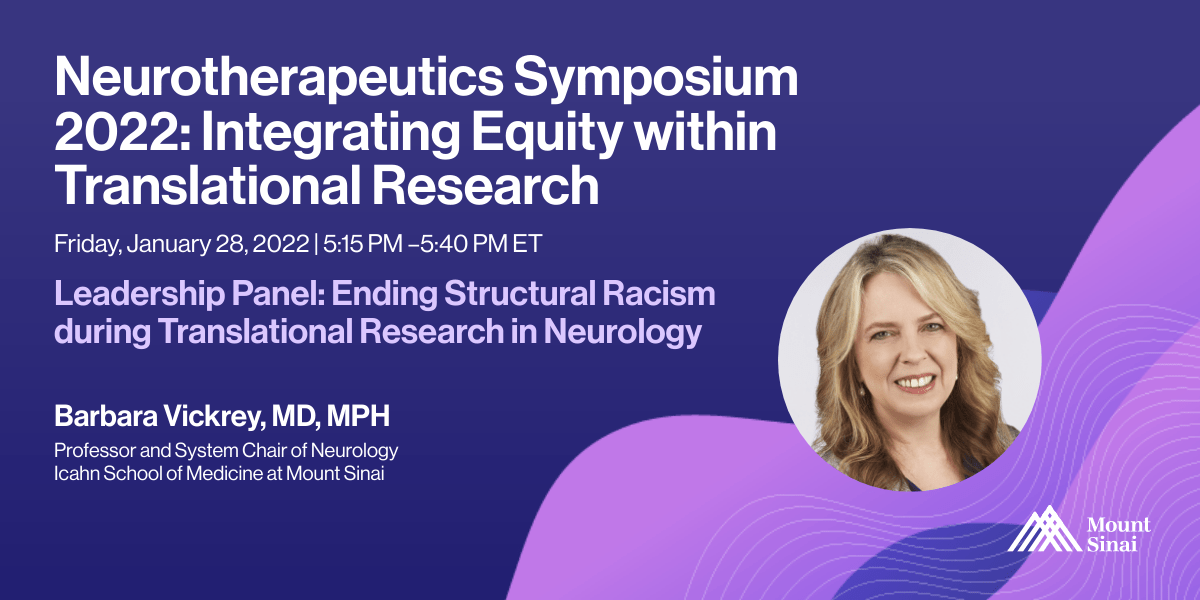 Neurotherapeutics Symposium
2022: Integrating Equity within
Translational Research
Friday, January 28, 2022 | 5:15 PM –5:40 PM ET
Leadership Panel: Ending Structural Racism
during Translational Research in Neurology
Barbara Vickrey, MD, MPH
Professor and System Chair of Neurology
Icahn School of Medicine at Mount Sinai
Mount
Sinai